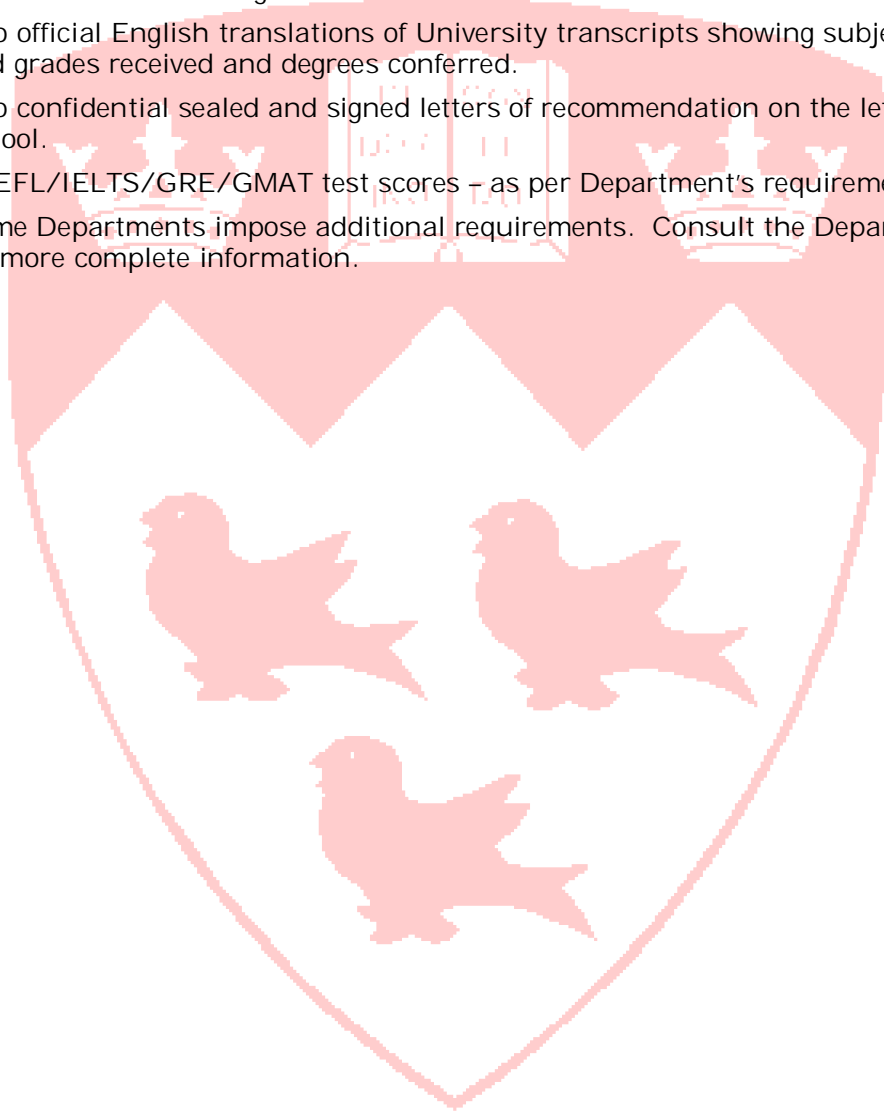 o official English translations of University transcripts showing subje
d grades received and degrees conferred.
o confidential sealed and signed letters of recommendation on the let
ool.
EFL/IELTS/GRE/GMAT test scores – as per Department's requireme
me Departments impose additional requirements. Consult the Depar
more complete information.